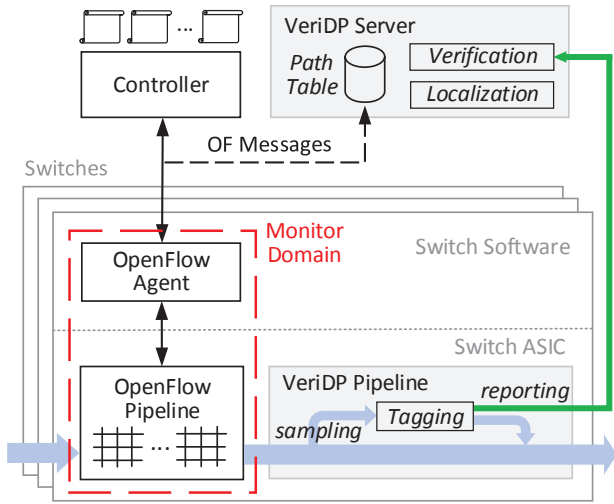 ...
VeriDP Server
Controller
Path
Table
Verification
Localization
OF Messages
Switches
Monitor
Domain
OpenFlow
Agent
Switch Software
Switch ASIC
OpenFlow
Pipeline
...
VeriDP Pipeline
reporting
sampling
Tagging